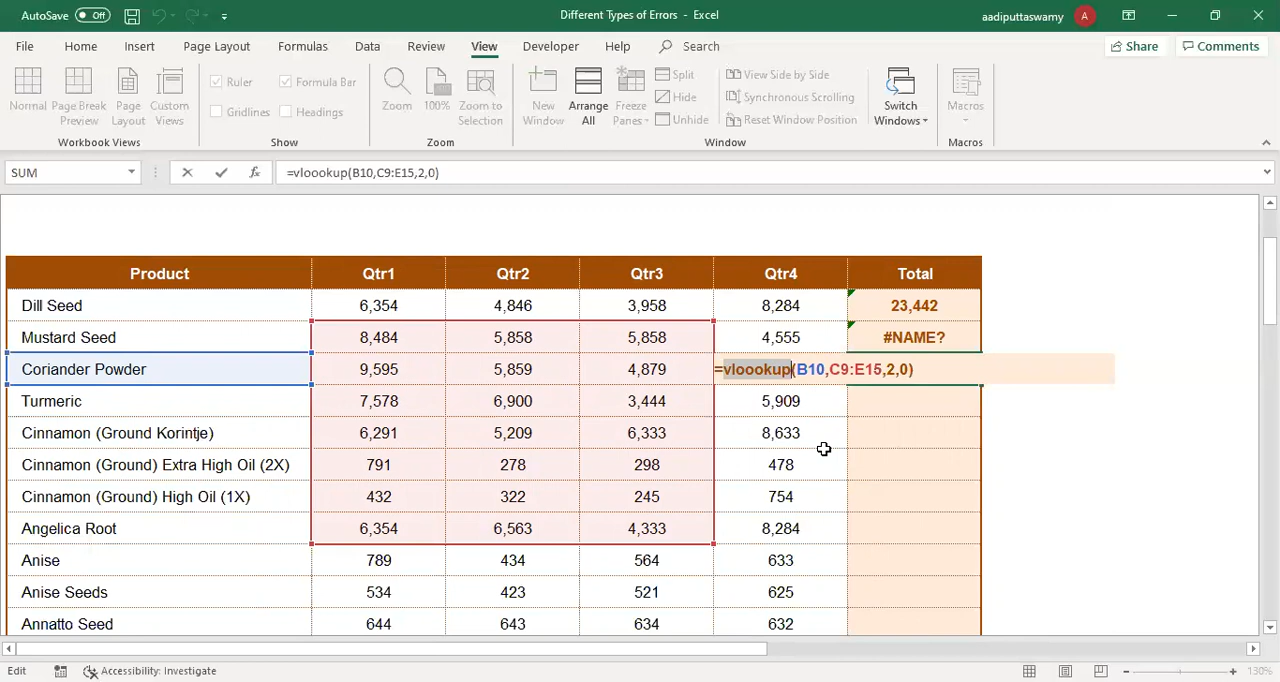 AutoSave Off Different Types of Errors - Excel aadiputtaswamy A
File Home Insert Page Layout Formulas Data Review View Developer Help Search Share Comments
Normal Page Break Preview Page Layout Custom Views
Workbook Views
Ruler Formula Bar
Gridlines Headings
Show
Zoom 100% Zoom to Selection
Zoom
New Window Arrange All Freeze Panes
Split View Side by Side
Hide Synchronous Scrolling
Unhide Reset Window Position
Switch Windows
Window
Macros
Macros
SUM fx =vloookup(B10,C9:E15,2,0)
Product Qtr1 Qtr2 Qtr3 Qtr4 Total
Dill Seed 6,354 4,846 3,958 8,284 23,442
Mustard Seed 8,484 5,858 5,858 4,555 #NAME?
Coriander Powder 9,595 5,859 4,879 =vloookup(B10,C9:E15,2,0)
Turmeric 7,578 6,900 3,444 5,909
Cinnamon (Ground Korintje) 6,291 5,209 6,333 8,633
Cinnamon (Ground) Extra High Oil (2X) 791 278 298 478
Cinnamon (Ground) High Oil (1X) 432 322 245 754
Angelica Root 6,354 6,563 4,333 8,284
Anise 789 434 564 633
Anise Seeds 534 423 521 625
Annatto Seed 644 643 634 632
Edit Accessibility: Investigate 130%